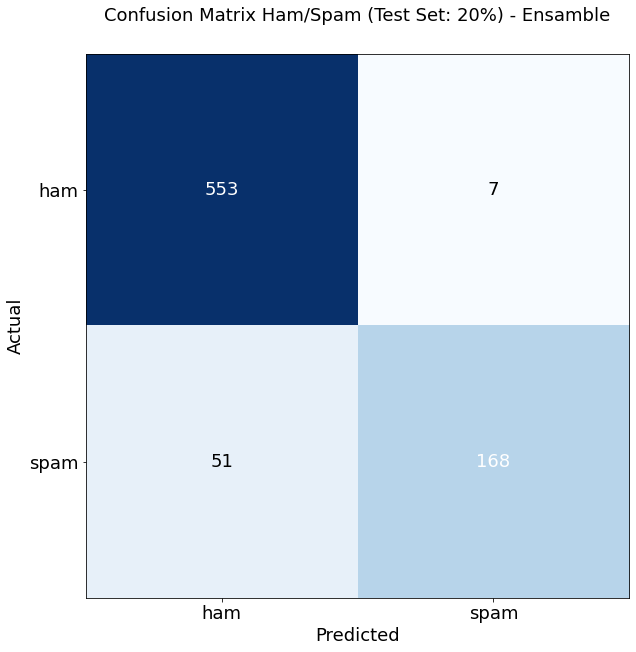 Confusion Matrix Ham/Spam (Test Set: 20%) - Ensamble
Actual
ham
553
7
spam
51
168
ham
spam
Predicted